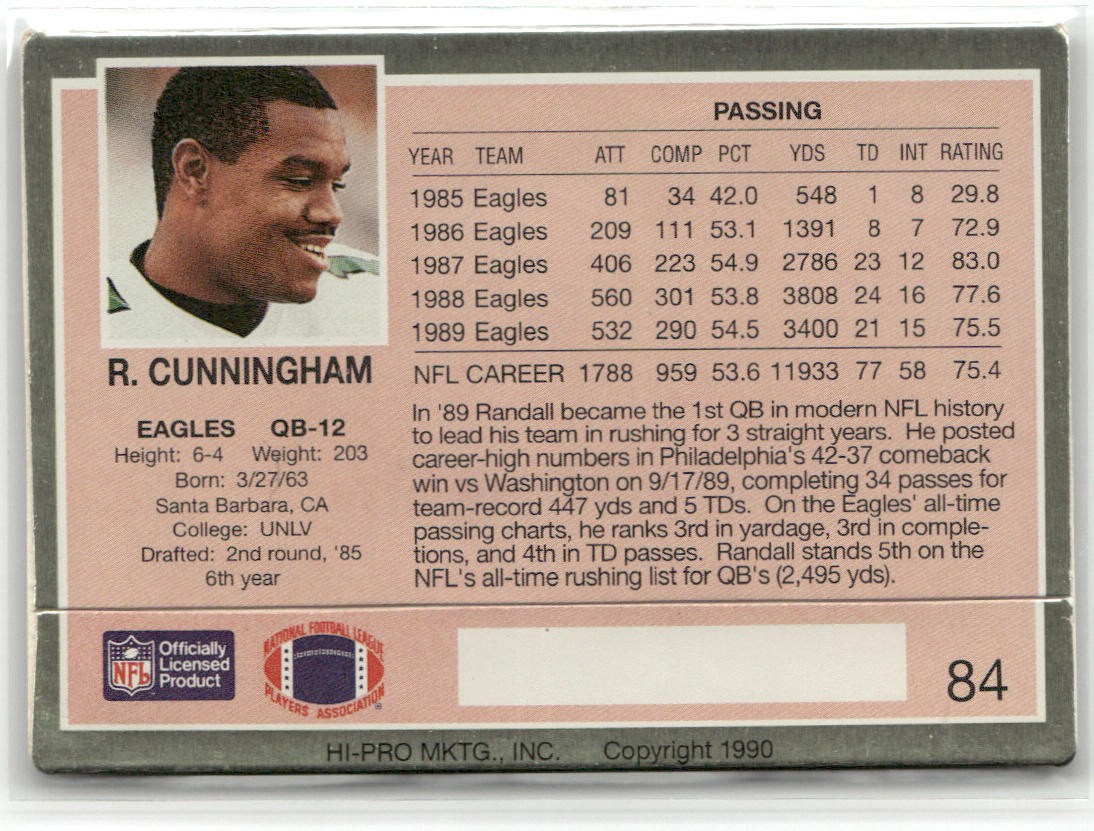 PASSING
YEAR TEAM ATT COMP PCT YDS TD INT RATING
1985 Eagles 81 34 42.0 548 1 8 29.8
1986 Eagles 209 111 53.1 1391 8 7 72.9
1987 Eagles 406 223 54.9 2786 23 12 83.0
1988 Eagles 560 301 53.8 3808 24 16 77.6
1989 Eagles 532 290 54.5 3400 21 15 75.5
NFL CAREER 1788 959 53.6 11933 77 58 75.4
R. CUNNINGHAM
EAGLES QB-12
Height: 6-4 Weight: 203
Born: 3/27/63
Santa Barbara, CA
College: UNLV
Drafted: 2nd round, '85
6th year
In '89 Randall became the 1st QB in modern NFL history
to lead his team in rushing for 3 straight years. He posted
career-high numbers in Philadelphia's 42-37 comeback
win vs Washington on 9/17/89, completing 34 passes for
team-record 447 yds and 5 TDs. On the Eagles' all-time
passing charts, he ranks 3rd in yardage, 3rd in comple-
tions, and 4th in TD passes. Randall stands 5th on the
NFL's all-time rushing list for QB's (2,495 yds).
NFL
Officially
Licensed
Product
NATIONAL FOOTBALL LEAGUE
PLAYERS ASSOCIATION®
84
HI-PRO MKTG., INC. Copyright 1990